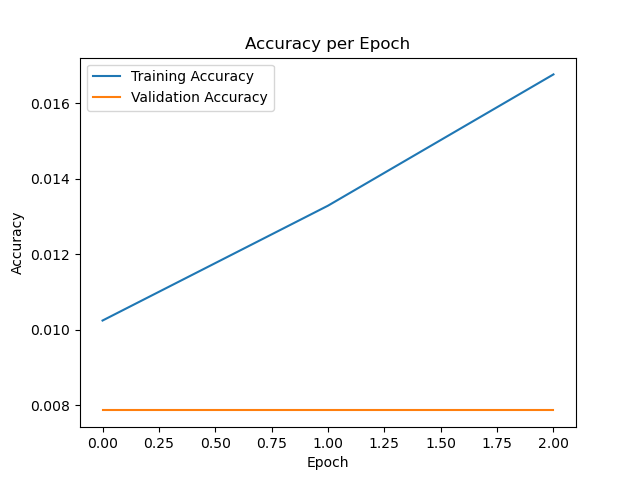 Accuracy per Epoch
Training Accuracy
Validation Accuracy
0.016
0.014
0.012
0.010
0.008
Accuracy
0.00 0.25 0.50 0.75 1.00 1.25 1.50 1.75 2.00
Epoch